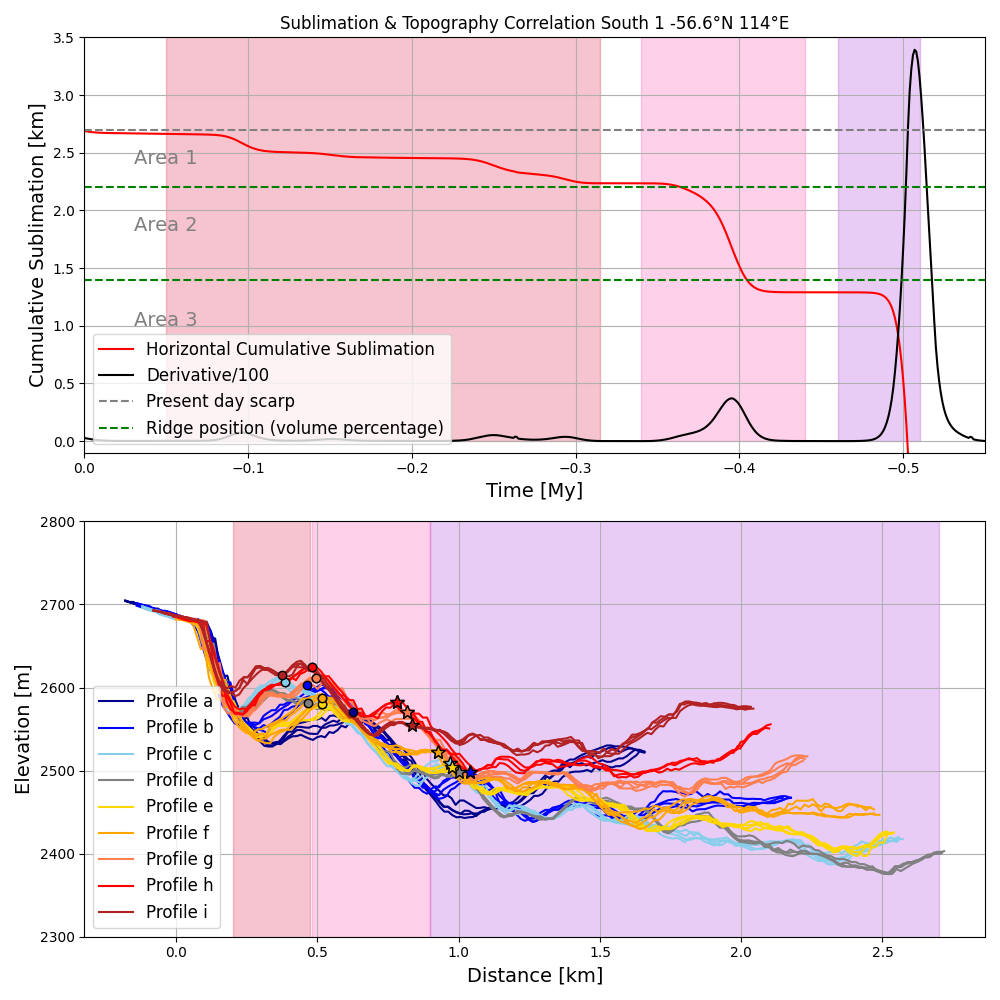 Sublimation & Topography Correlation South 1 -56.6°N 114°E
Cumulative Sublimation [km]
3.5
3.0
2.5
2.0
1.5
1.0
0.5
0.0
Area 1
Area 2
Area 3
Horizontal Cumulative Sublimation
Derivative/100
Present day scarp
Ridge position (volume percentage)
0.0 −0.1 −0.2 −0.3 −0.4 −0.5
Time [My]
Elevation [m]
2800
2700
2600
2500
2400
2300
Profile a
Profile b
Profile c
Profile d
Profile e
Profile f
Profile g
Profile h
Profile i
0.0 0.5 1.0 1.5 2.0 2.5
Distance [km]